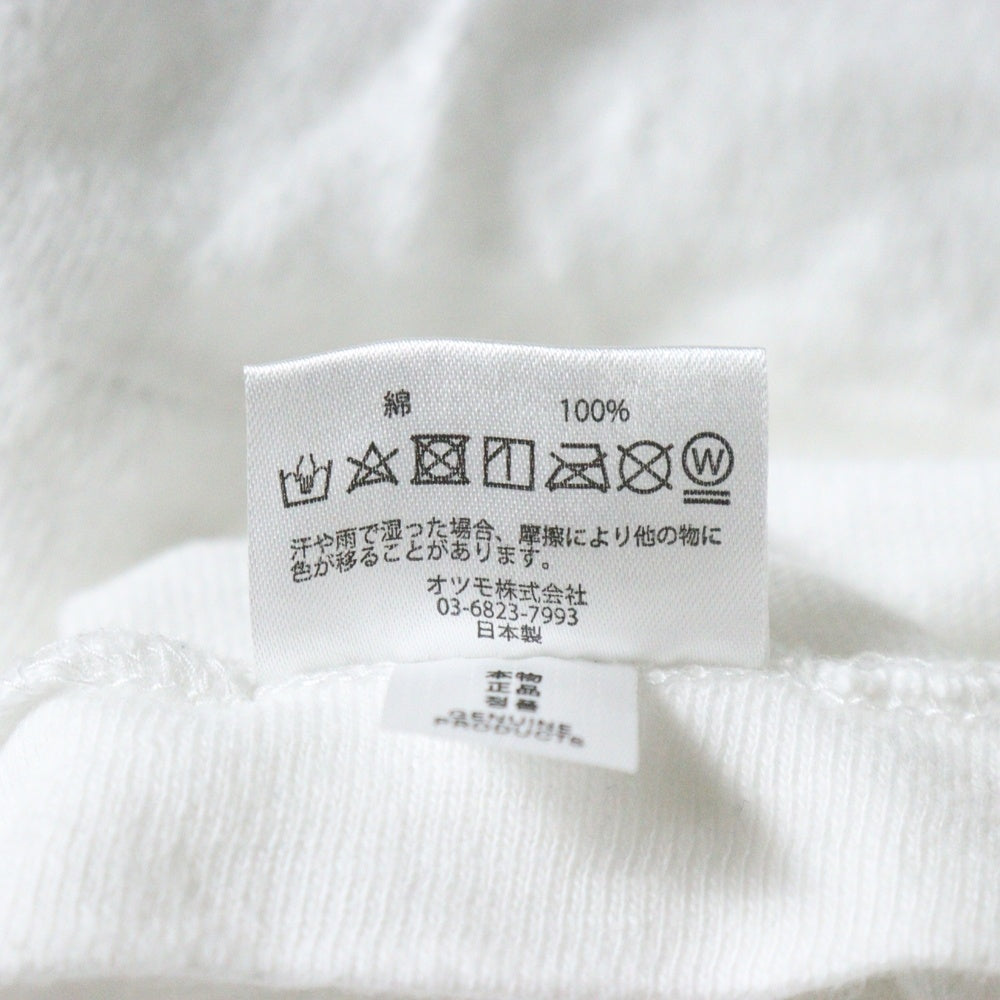 綿 100%
W
汗や雨で湿った場合、摩擦により他の物に
色が移ることがあります。
オツモ株式会社
03-6823-7993
日本製
本物
正品
정품
GENUINE
PRODUCTS